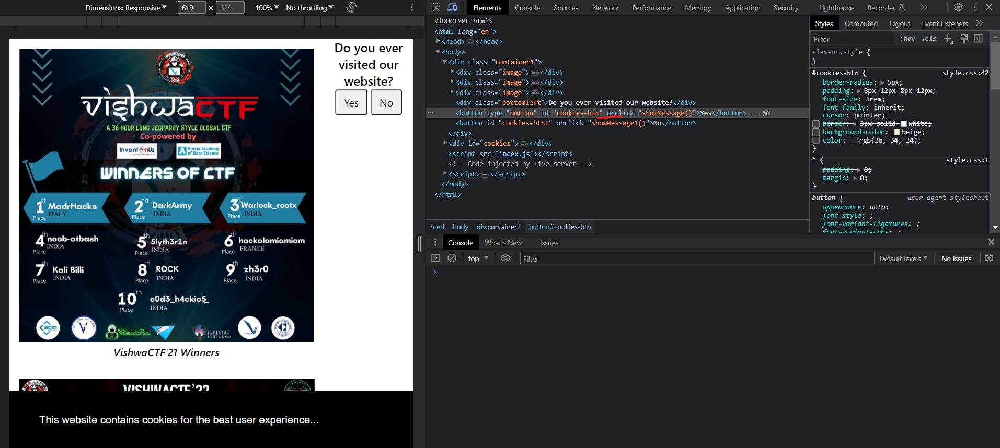 Dimensions: Responsive 619 × 629 100% No throttling
Do you ever
visited our
website?
Yes No
vishwaCTF
A 36 HOUR LONG JEOPARDY STYLE GLOBAL CTF
Co-powered by
InventOnUs
Antrix Academy
of Data Science
WINNERS OF CTF
1st Place MadrHacks ITALY
2nd Place DarkArmy INDIA
3rd Place Warlock_rootx INDIA
4th Place noob-atbash INDIA
5th Place 5lyth3r1n INDIA
6th Place hackalamiamiam FRANCE
7th Place Kali Billi INDIA
8th Place ROCK INDIA
9th Place zh3r0 INDIA
10th Place c0d3_h4ckio5_ INDIA
acm
BLUEFIRE
REDTEAM
VishwaCTF'21 Winners
VISHWACTF'22
This website contains cookies for the best user experience...
Elements Console Sources Network Performance Memory Application Security Lighthouse Recorder
<!DOCTYPE html>
<html lang="en">
<head> … </head>
<body>
<div class="container1">
<div class="image"> … </div>
<div class="image"> … </div>
<div class="image"> … </div>
<div class="bottomleft">Do you ever visited our website?</div>
… <button type="button" id="cookies-btn" onclick="showMessage()">Yes</button> == $0
<button id="cookies-btn1" onclick="showMessage1()">No</button>
</div>
<div id="cookies"> … </div>
<script src="index.js"></script>
<!-- Code injected by live-server -->
<script> … </script>
</body>
</html>
html body div.container1 button#cookies-btn
Styles Computed Layout Event Listeners
Filter :hov .cls
element.style {
}
#cookies-btn { style.css:42
border-radius: 5px;
padding: 8px 12px 8px 12px;
font-size: 1rem;
font-family: inherit;
cursor: pointer;
border: 3px solid white;
background-color: beige;
color: rgb(36, 34, 34);
}
* { style.css:1
padding: 0;
margin: 0;
}
button { user agent stylesheet
appearance: auto;
font-style: ;
font-variant-ligatures: ;
font-variant-caps: ;
Console What's New Issues
top Filter Default levels No Issues